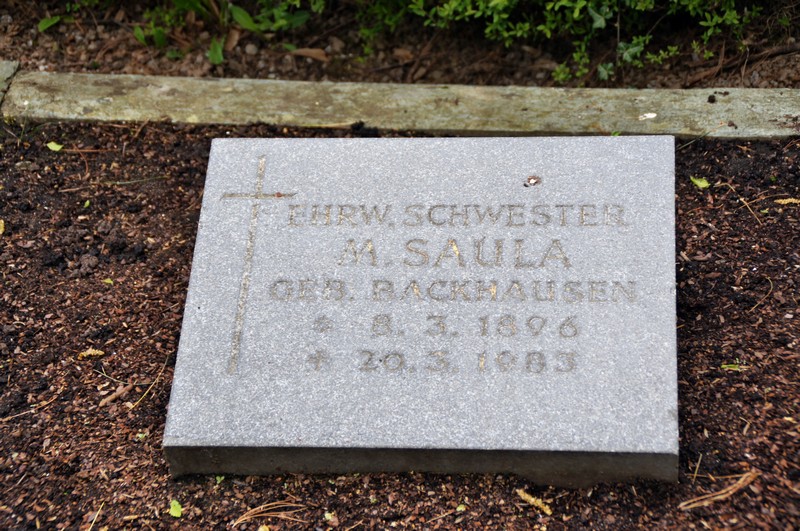 EHRW. SCHWESTER
M. SAULA
GEB. BACKHAUSEN
* 8. 3. 1896
+ 20. 3. 1983